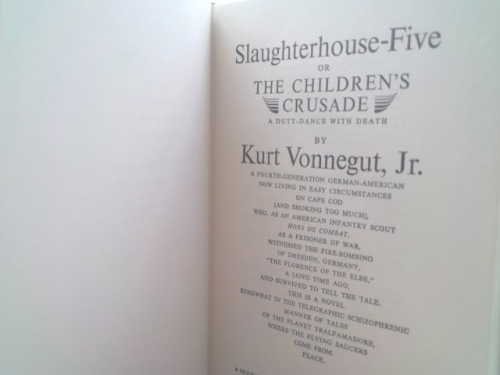 Slaughterhouse-Five
OR
THE CHILDREN'S
CRUSADE
A DUTY-DANCE WITH DEATH
BY
Kurt Vonnegut, Jr.
A FOURTH-GENERATION GERMAN-AMERICAN
NOW LIVING IN EASY CIRCUMSTANCES
ON CAPE COD
[AND SMOKING TOO MUCH],
WHO, AS AN AMERICAN INFANTRY SCOUT
HORS DE COMBAT,
AS A PRISONER OF WAR,
WITNESSED THE FIRE-BOMBING
OF DRESDEN, GERMANY,
"THE FLORENCE OF THE ELBE,"
A LONG TIME AGO,
AND SURVIVED TO TELL THE TALE.
THIS IS A NOVEL
SOMEWHAT IN THE TELEGRAPHIC SCHIZOPHRENIC
MANNER OF TALES
OF THE PLANET TRALFAMADORE,
WHERE THE FLYING SAUCERS
COME FROM.
PEACE.